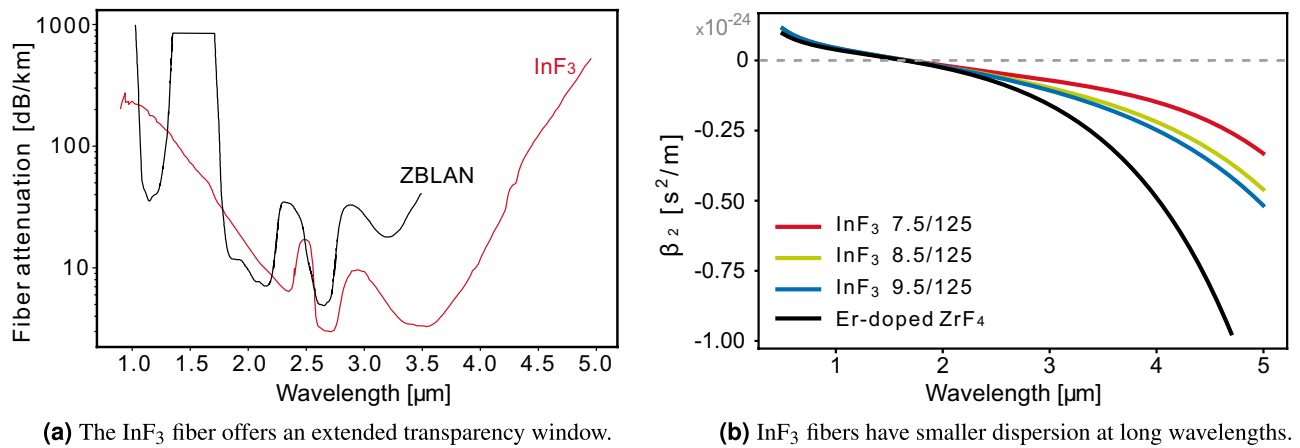 1000
100
10
Fiber attenuation [dB/km]
InF₃
ZBLAN
1.0 1.5 2.0 2.5 3.0 3.5 4.0 4.5 5.0
Wavelength [µm]
(a) The InF₃ fiber offers an extended transparency window.
x10⁻²⁴
0
-0.25
-0.50
-0.75
-1.00
β₂ [s²/m]
InF₃ 7.5/125
InF₃ 8.5/125
InF₃ 9.5/125
Er-doped ZrF₄
1 2 3 4 5
Wavelength [µm]
(b) InF₃ fibers have smaller dispersion at long wavelengths.